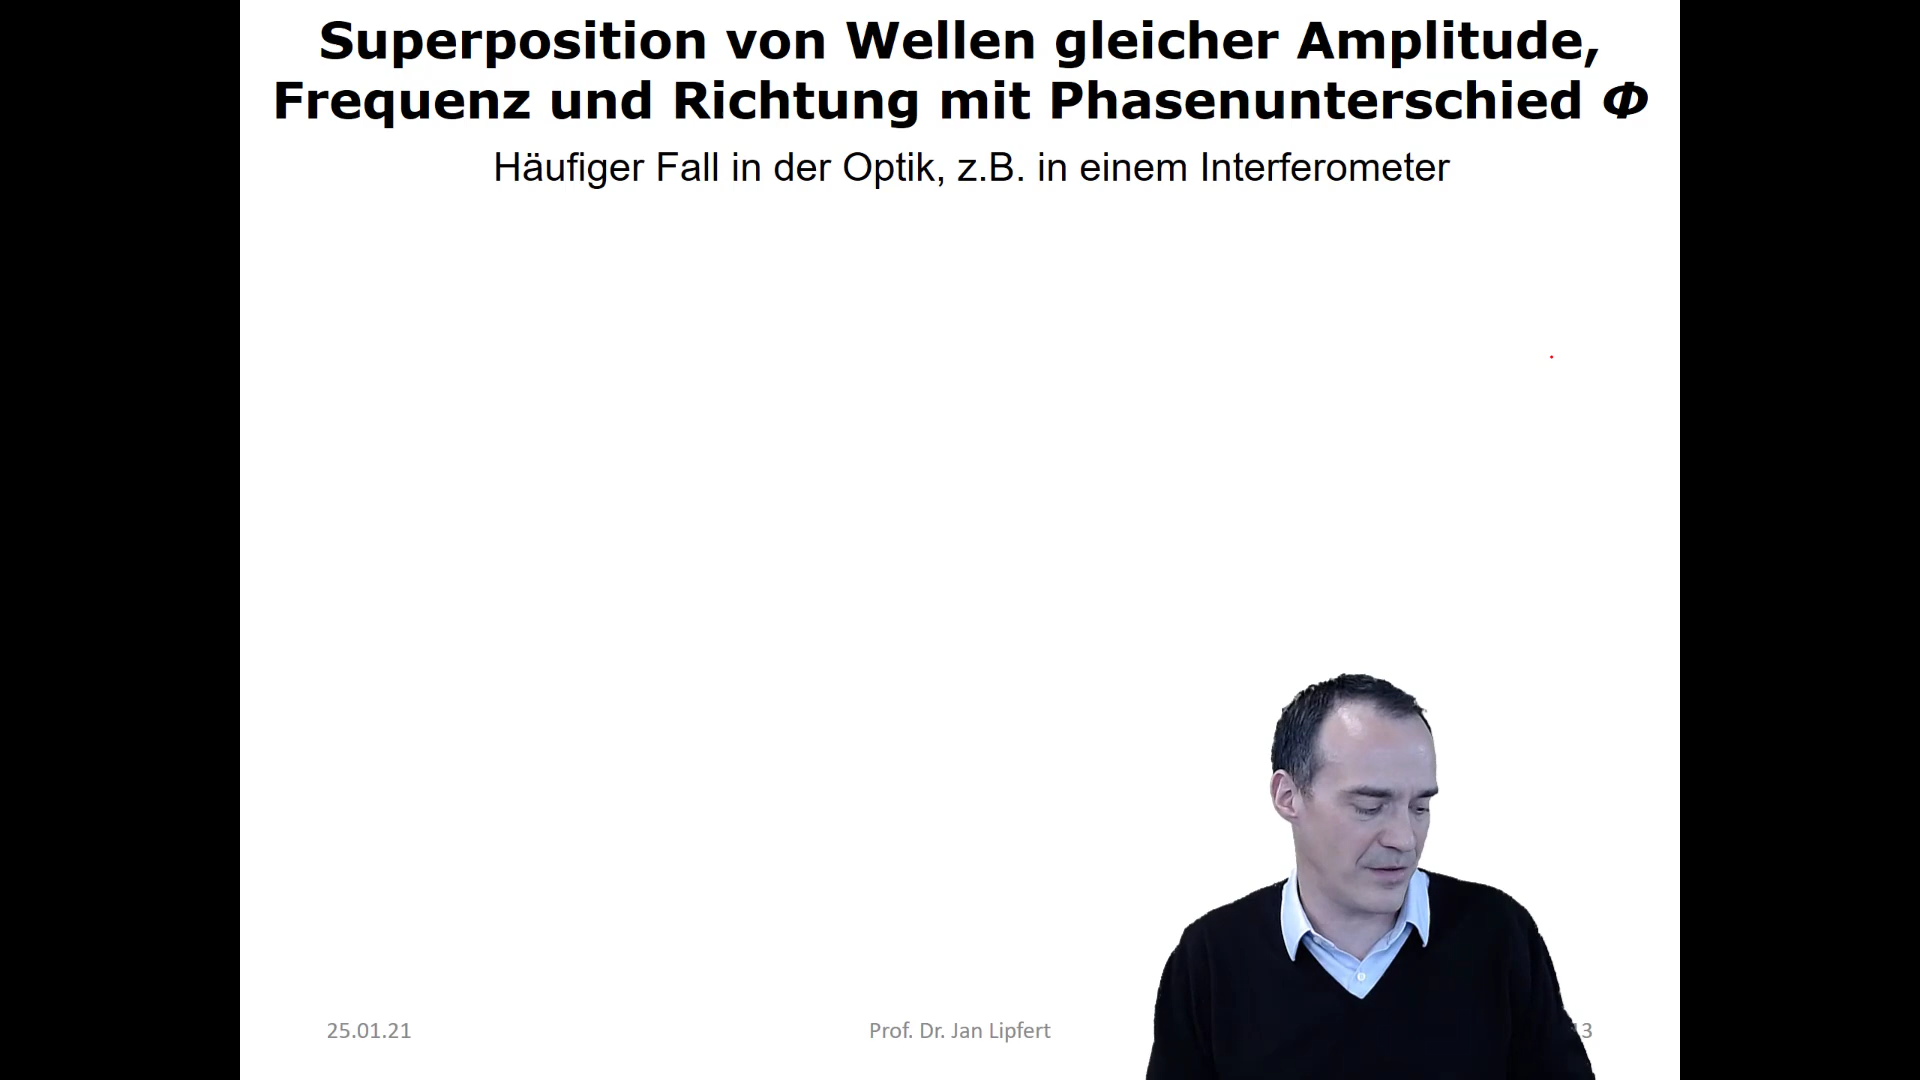 Superposition von Wellen gleicher Amplitude,
Frequenz und Richtung mit Phasenunterschied Φ
Häufiger Fall in der Optik, z.B. in einem Interferometer
25.01.21
Prof. Dr. Jan Lipfert
13